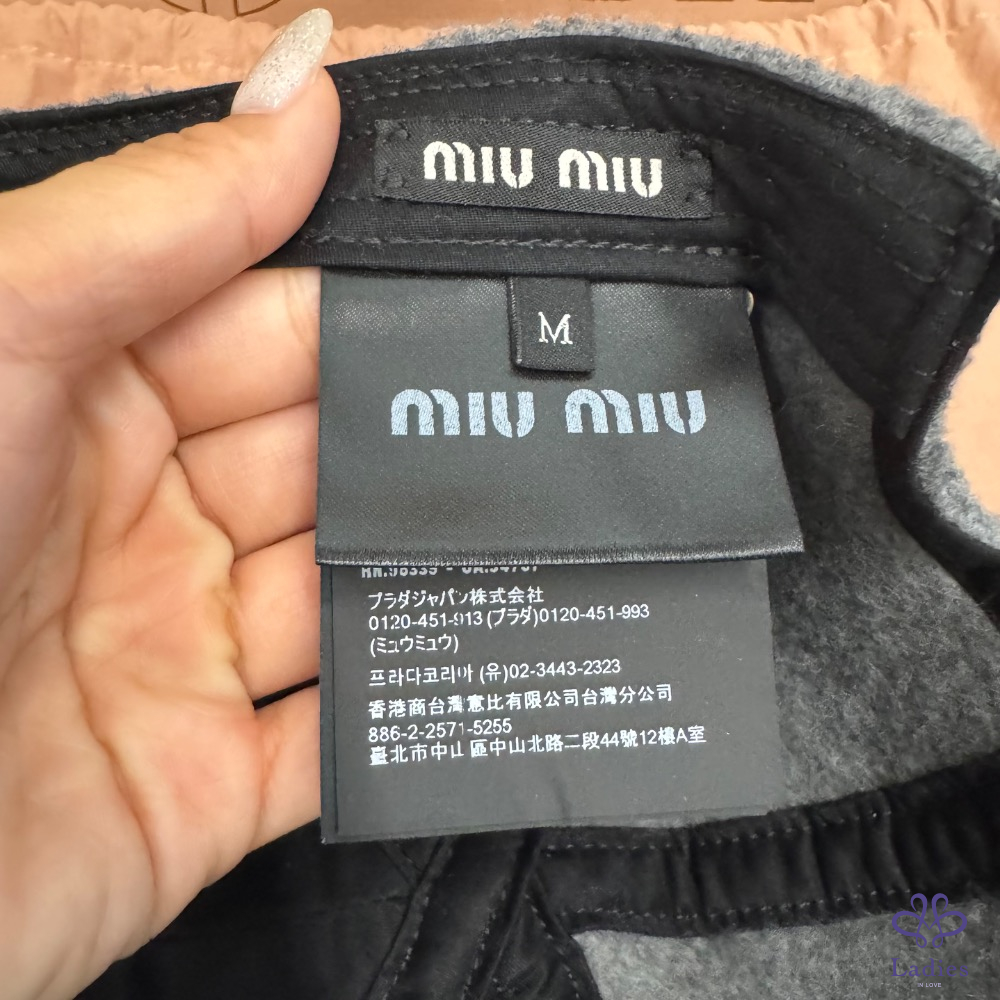 MIU MIU
M
MIU MIU
プラダジャパン株式会社
0120-451-913 (プラダ)0120-451-993
(ミュウミュウ)
프라다코리아 (유)02-3443-2323
香港商台灣意比有限公司台灣分公司
886-2-2571-5255
臺北市中山區中山北路二段44號12樓A室
Ladies
IN LOVE